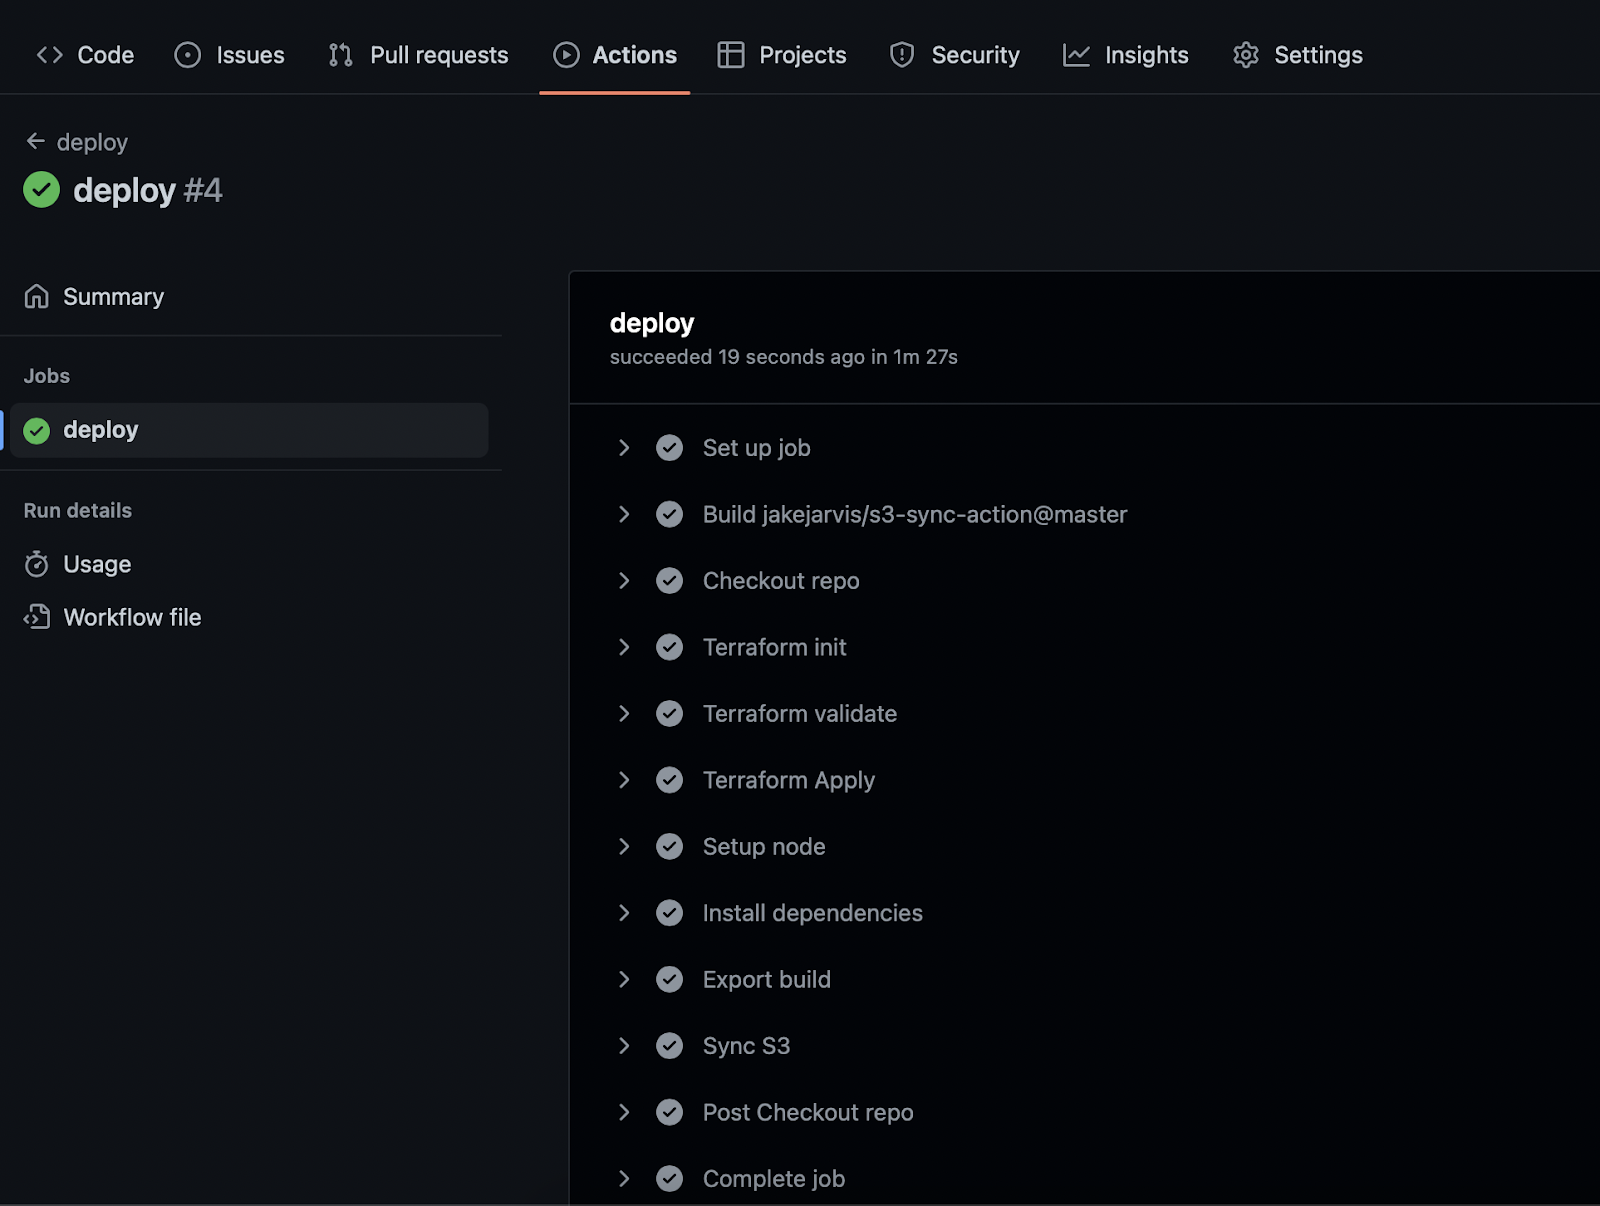 Code Issues Pull requests Actions Projects Security Insights Settings
deploy
deploy #4
Summary
Jobs
deploy
Run details
Usage
Workflow file
deploy
succeeded 19 seconds ago in 1m 27s
Set up job
Build jakejarvis/s3-sync-action@master
Checkout repo
Terraform init
Terraform validate
Terraform Apply
Setup node
Install dependencies
Export build
Sync S3
Post Checkout repo
Complete job